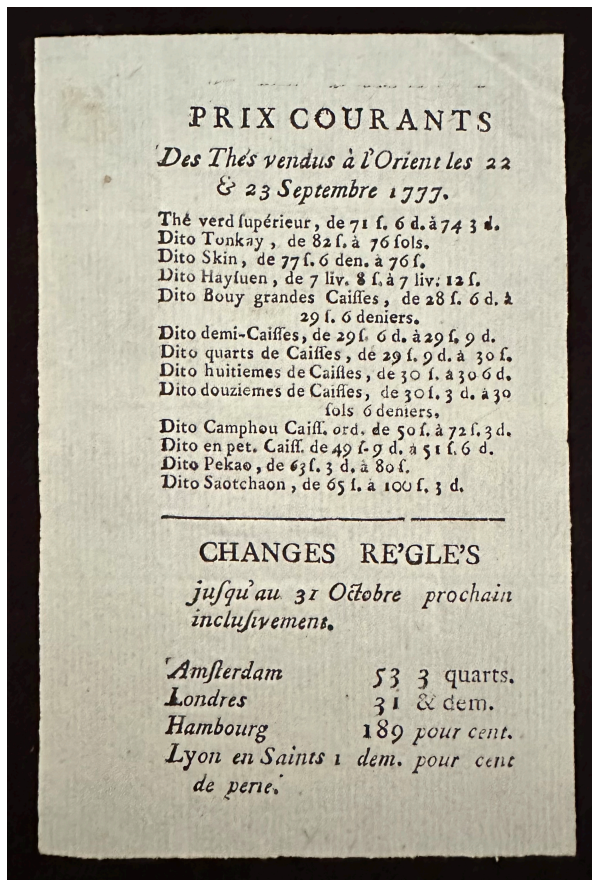 PRIX COURANTS
Des Thés vendus à l'Orient les 22
& 23 Septembre 1777.
Thé verd ſupérieur, de 71 ſ. 6 d. à 74 3 d.
Dito Tonkay, de 82 ſ. à 76 ſols.
Dito Skin, de 77 ſ. 6 den. à 76 ſ.
Dito Hayſuen, de 7 liv. 8 ſ. à 7 liv. 12 ſ.
Dito Bouy grandes Caiſſes, de 28 ſ. 6 d. à
29 ſ. 6 deniers.
Dito demi-Caiſſes, de 29 ſ. 6 d. à 29 ſ. 9 d.
Dito quarts de Caiſſes, de 29 ſ. 9 d. à 30 ſ.
Dito huitiemes de Caiſſes, de 30 ſ. à 30 6 d.
Dito douziemes de Caiſſes, de 30 ſ. 3 d. à 30
ſols 6 deniers,
Dito Camphou Caiſſ. ord. de 50 ſ. à 72 ſ. 3 d.
Dito en pet. Caiſſ. de 49 ſ. 9 d. à 51 ſ. 6 d.
Dito Pekao, de 63 ſ. 3 d. à 80 ſ.
Dito Saotchaon, de 65 ſ. à 100 ſ. 3 d.
CHANGES RE'GLE'S
juſqu'au 31 Octobre prochain
incluſivement.
Amſterdam 53 3 quarts.
Londres 31 & dem.
Hambourg 189 pour cent.
Lyon en Saints 1 dem. pour cent
de perte.